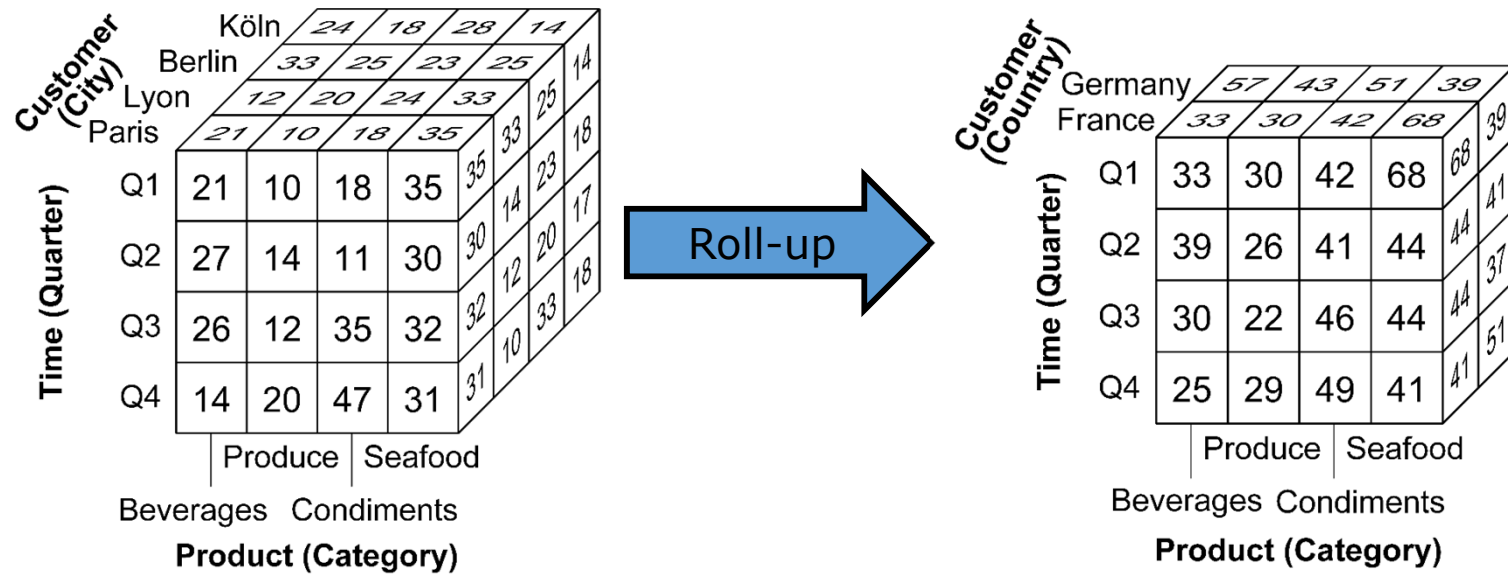 Customer
(City)
Köln 24 18 28 14
Berlin 33 25 23 25
Lyon 12 20 24 33
Paris 21 10 18 35
Time (Quarter)
Q1 21 10 18 35 35 33 25 14
Q2 27 14 11 30 30 14 23 18
Q3 26 12 35 32 32 12 20 17
Q4 14 20 47 31 31 10 33 18
Produce Seafood
Beverages Condiments
Product (Category)
Roll-up
Customer
(Country)
Germany 57 43 51 39
France 33 30 42 68
Time (Quarter)
Q1 33 30 42 68 68 39
Q2 39 26 41 44 44 41
Q3 30 22 46 44 44 37
Q4 25 29 49 41 41 51
Produce Seafood
Beverages Condiments
Product (Category)